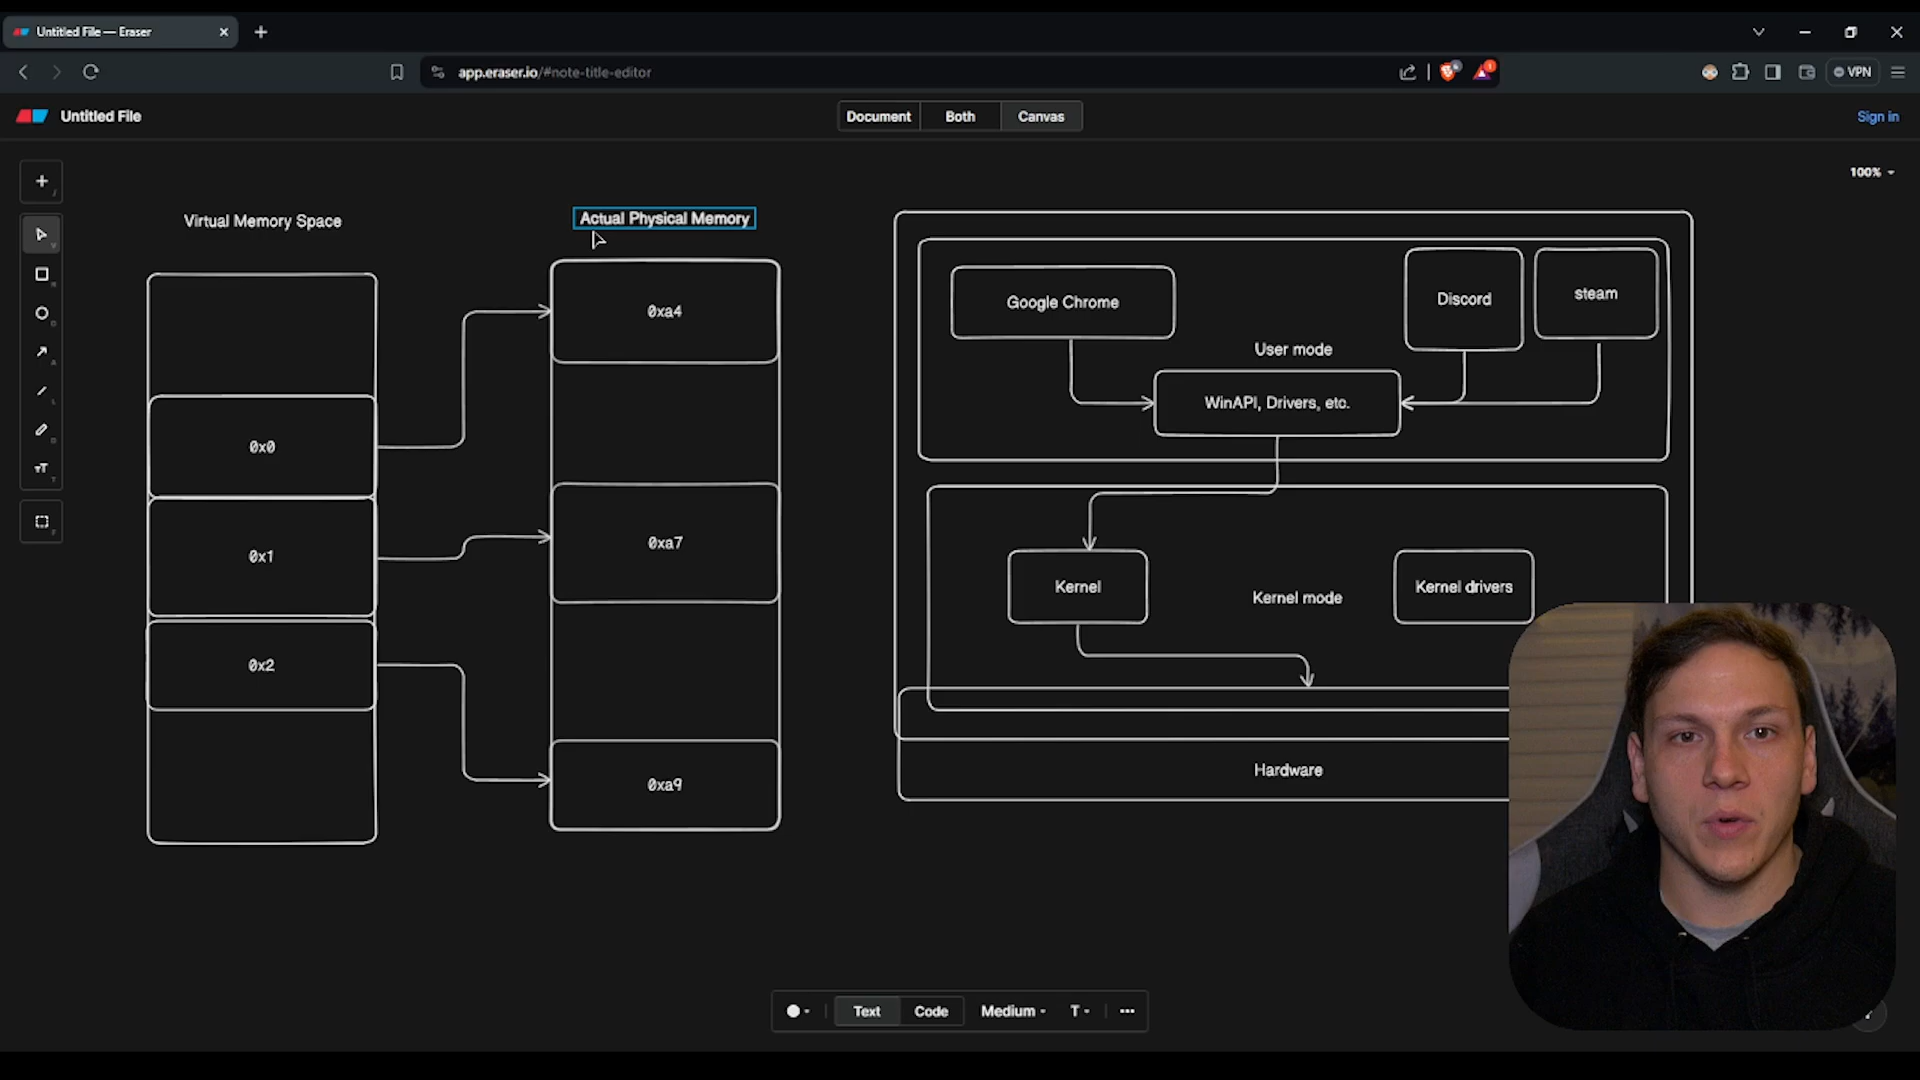 Untitled File — Eraser
app.eraser.io/#note-title-editor
VPN
Untitled File
Document
Both
Canvas
Sign in
100%
Virtual Memory Space
Actual Physical Memory
0x0
0x1
0x2
0xa4
0xa7
0xa9
Google Chrome
Discord
steam
User mode
WinAPI, Drivers, etc.
Kernel
Kernel mode
Kernel drivers
Hardware
Text
Code
Medium
T